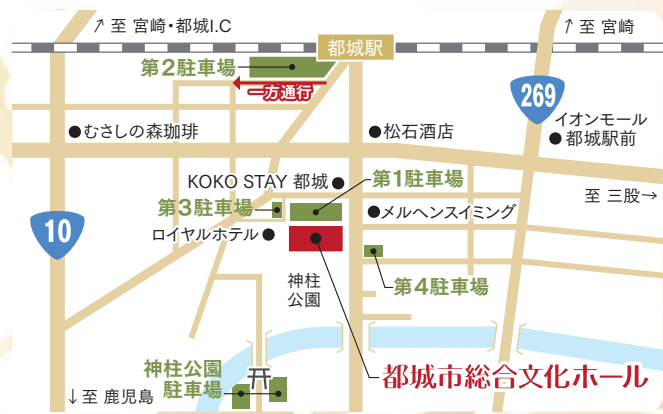 ↗ 至 宮崎・都城I.C
↗ 至 宮崎
都城駅
第2駐車場
一方通行
269
イオンモール
●都城駅前
●むさしの森珈琲
●松石酒店
KOKO STAY 都城●
第1駐車場
至 三股→
第3駐車場
●メルヘンスイミング
10
ロイヤルホテル●
神柱
公園
第4駐車場
神柱公園
駐車場
都城市総合文化ホール
↓至 鹿児島